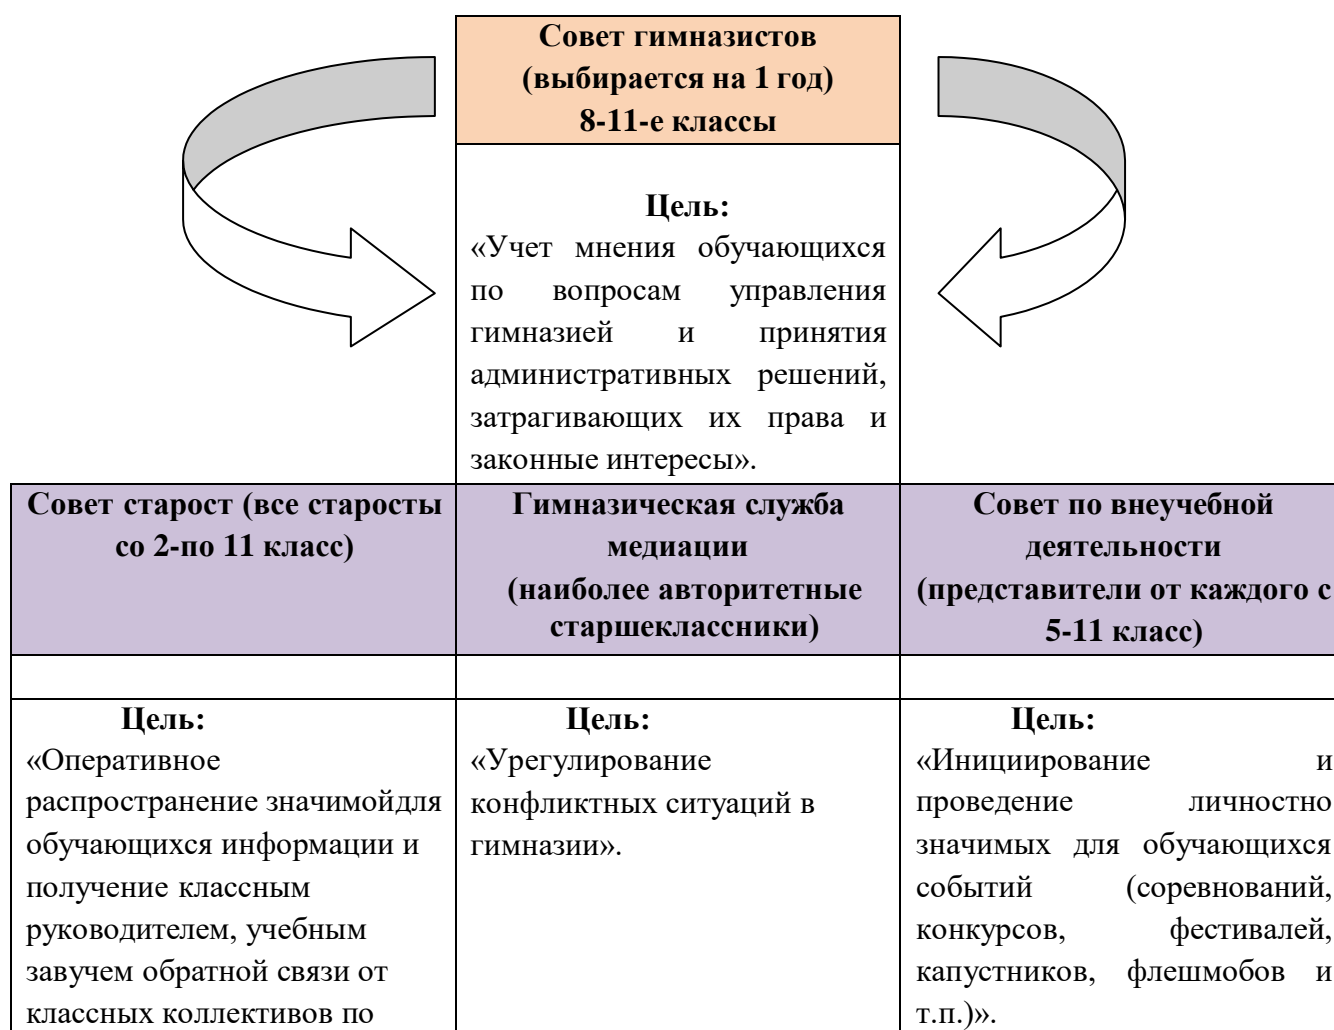 Совет гимназистов
(выбирается на 1 год)
8-11-е классы
Цель:
«Учет мнения обучающихся
по вопросам управления
гимназией и принятия
административных решений,
затрагивающих их права и
законные интересы».
Совет старост (все старосты
со 2-по 11 класс)
Гимназическая служба
медиации
(наиболее авторитетные
старшеклассники)
Совет по внеучебной
деятельности
(представители от каждого с
5-11 класс)
Цель:
«Оперативное
распространение значимойдля
обучающихся информации и
получение классным
руководителем, учебным
завучем обратной связи от
классных коллективов по
Цель:
«Урегулирование
конфликтных ситуаций в
гимназии».
Цель:
«Инициирование и
проведение личностно
значимых для обучающихся
событий (соревнований,
конкурсов, фестивалей,
капустников, флешмобов и
т.п.)».